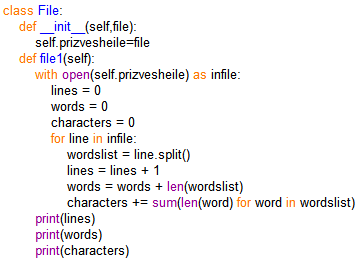 class File:
    def __init__(self,file):
        self.prizvesheile=file
    def file1(self):
        with open(self.prizvesheile) as infile:
            lines = 0
            words = 0
            characters = 0
            for line in infile:
                wordslist = line.split()
                lines = lines + 1
                words = words + len(wordslist)
                characters += sum(len(word) for word in wordslist)
        print(lines)
        print(words)
        print(characters)